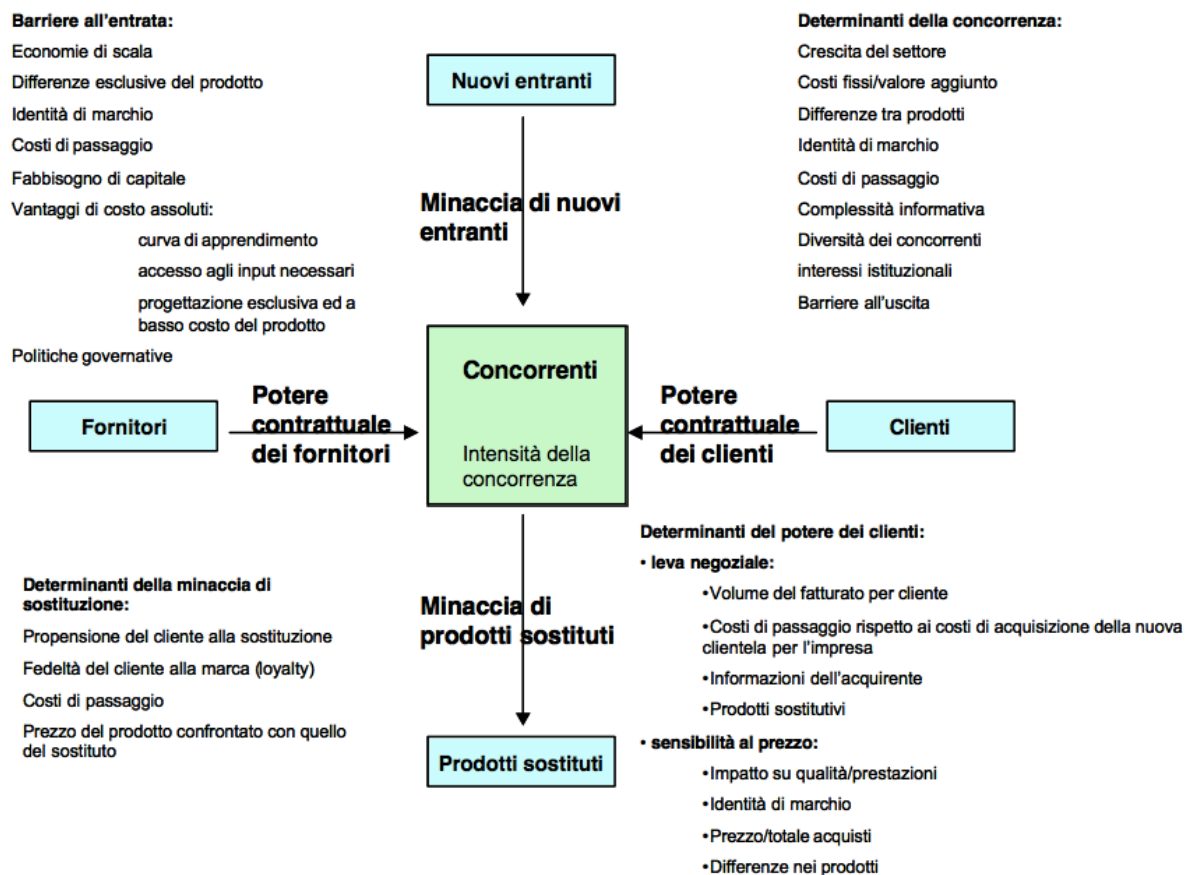 Barriere all'entrata:
Economie di scala
Differenze esclusive del prodotto
Identità di marchio
Costi di passaggio
Fabbisogno di capitale
Vantaggi di costo assoluti:
curva di apprendimento
accesso agli input necessari
progettazione esclusiva ed a
basso costo del prodotto
Politiche governative
Nuovi entranti
Minaccia di nuovi
entranti
Determinanti della concorrenza:
Crescita del settore
Costi fissi/valore aggiunto
Differenze tra prodotti
Identità di marchio
Costi di passaggio
Complessità informativa
Diversità dei concorrenti
interessi istituzionali
Barriere all'uscita
Fornitori
Potere
contrattuale
dei fornitori
Concorrenti
Intensità della
concorrenza
Potere
contrattuale
dei clienti
Clienti
Determinanti della minaccia di
sostituzione:
Propensione del cliente alla sostituzione
Fedeltà del cliente alla marca (loyalty)
Costi di passaggio
Prezzo del prodotto confrontato con quello
del sostituto
Minaccia di
prodotti sostituti
Prodotti sostituti
Determinanti del potere dei clienti:
• leva negoziale:
•Volume del fatturato per cliente
•Costi di passaggio rispetto ai costi di acquisizione della nuova
clientela per l'impresa
•Informazioni dell'acquirente
•Prodotti sostitutivi
• sensibilità al prezzo:
•Impatto su qualità/prestazioni
•Identità di marchio
•Prezzo/totale acquisti
•Differenze nei prodotti